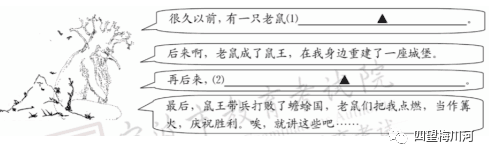 很久以前，有一只老鼠(1)▲。
后来啊，老鼠成了鼠王，在我身边重建了一座城堡。
再后来，(2)▲。
最后，鼠王带兵打败了螃蟹国，老鼠们把我点燃，当作篝
火，庆祝胜利。唉，就讲这些吧……
四望海川河